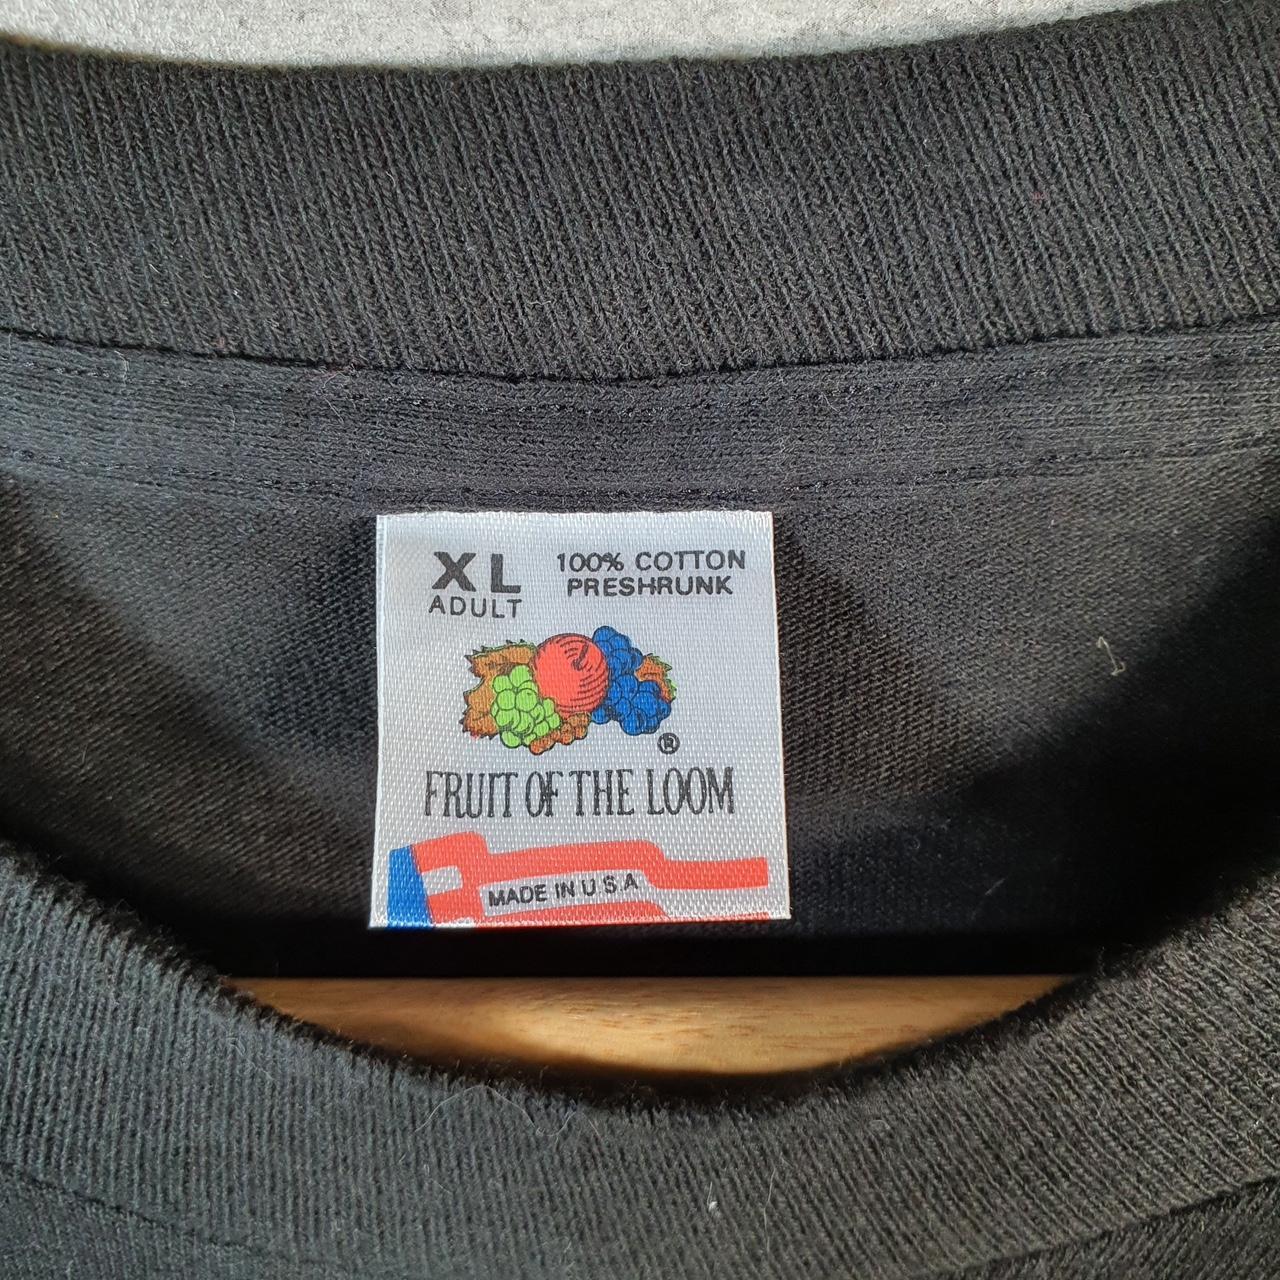 XL
ADULT
100% COTTON
PRESHRUNK
®
FRUIT OF THE LOOM
MADE IN U.S.A